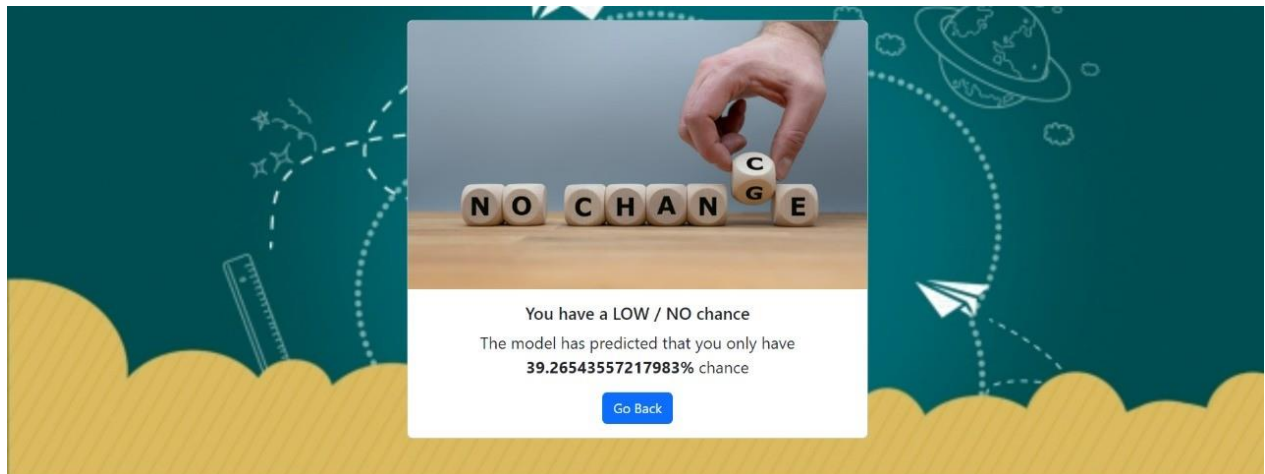 NO CHANCE
G
You have a LOW / NO chance
The model has predicted that you only have
39.26543557217983% chance
Go Back